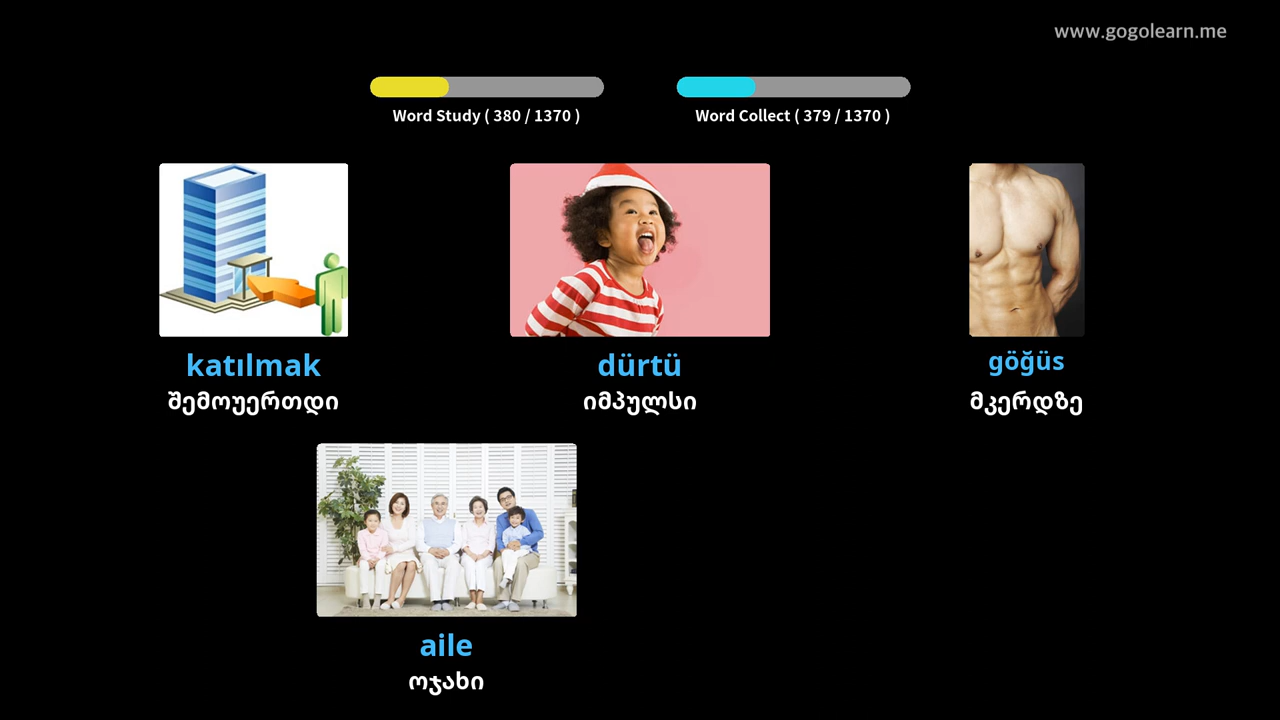 www.gogolearn.me
Word Study ( 380 / 1370 )
Word Collect ( 379 / 1370 )
katılmak
შემოუერთდი
dürtü
იმპულსი
göğüs
მკერდზე
aile
ოჯახი